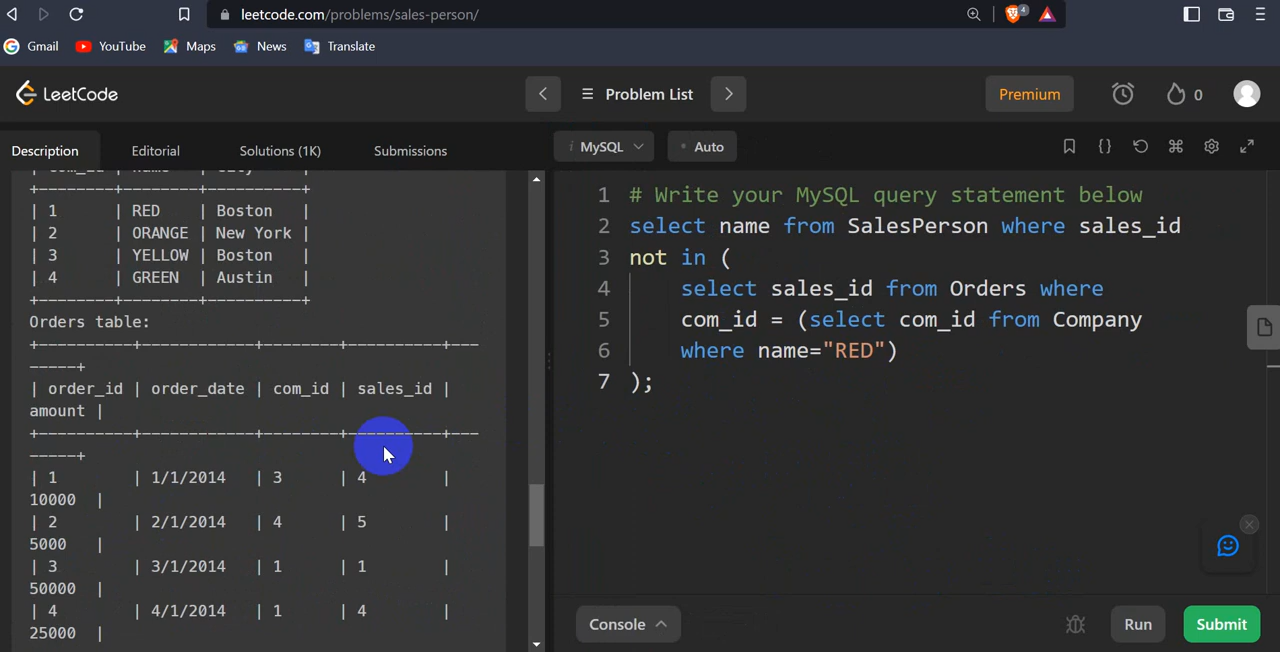 leetcode.com/problems/sales-person/
4
Gmail
YouTube
Maps
News
Translate
LeetCode
Problem List
Premium
0
Description
Editorial
Solutions (1K)
Submissions
i MySQL
Auto
+--------+--------+----------+
| 1 | RED | Boston |
| 2 | ORANGE | New York |
| 3 | YELLOW | Boston |
| 4 | GREEN | Austin |
+--------+--------+----------+
Orders table:
+----------+------------+--------+----------+---
-----+
| order_id | order_date | com_id | sales_id |
amount |
+----------+------------+--------+----------+---
-----+
| 1 | 1/1/2014 | 3 | 4 |
10000 |
| 2 | 2/1/2014 | 4 | 5 |
5000 |
| 3 | 3/1/2014 | 1 | 1 |
50000 |
| 4 | 4/1/2014 | 1 | 4 |
25000 |
1 # Write your MySQL query statement below
2 select name from SalesPerson where sales_id
3 not in (
4 select sales_id from Orders where
5 com_id = (select com_id from Company
6 where name="RED")
7 );
Console
Run
Submit